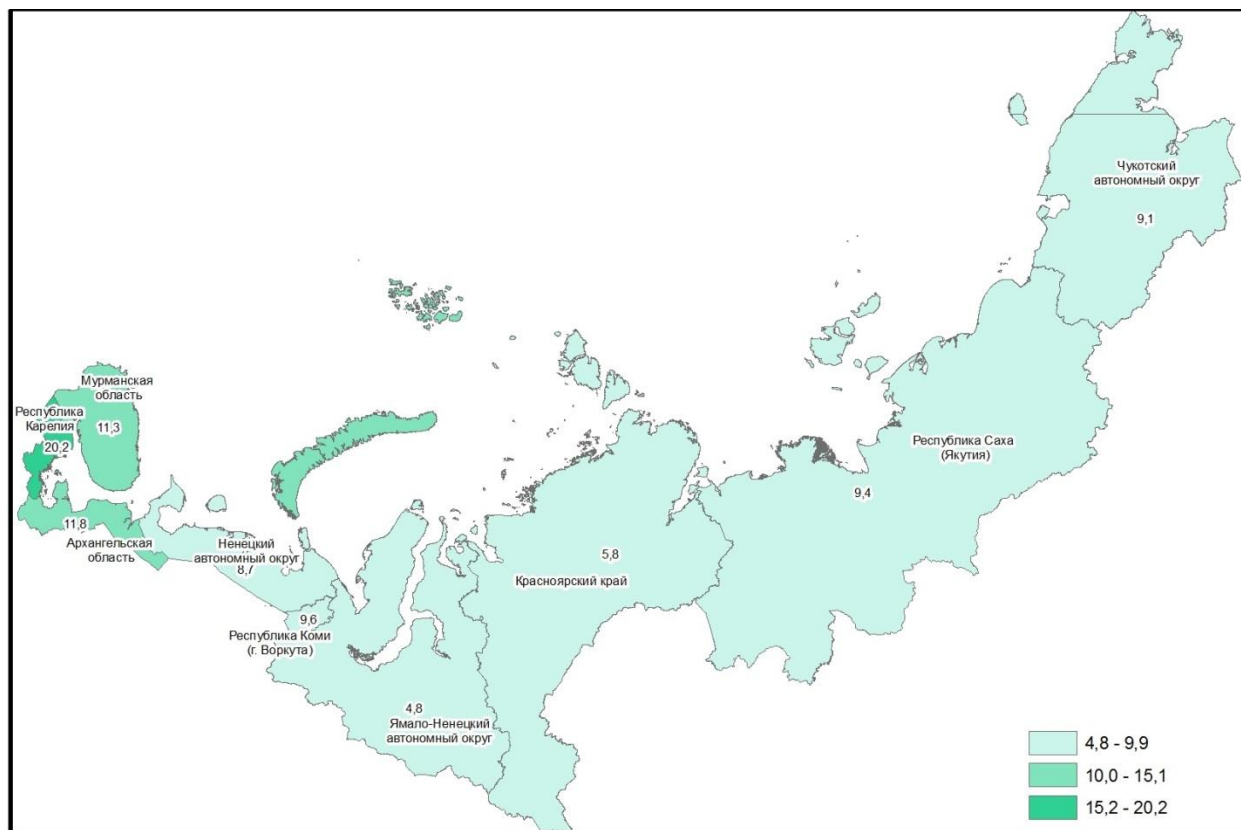 Чукотский
автономный округ
9,1
Мурманская
область
11,3
Республика
Карелия
20,2
Республика Саха
(Якутия)
9,4
11,8
Архангельская
область
Ненецкий
автономный округ
8,7
5,8
Красноярский край
9,6
Республика Коми
(г. Воркута)
4,8
Ямало-Ненецкий
автономный округ
4,8 - 9,9
10,0 - 15,1
15,2 - 20,2